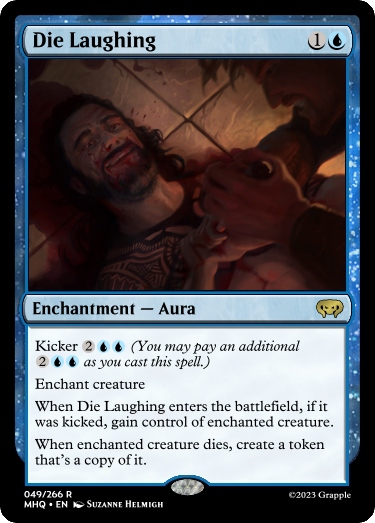 Die Laughing 1
Enchantment — Aura
Kicker 2 (You may pay an additional
2 as you cast this spell.)
Enchant creature
When Die Laughing enters the battlefield, if it
was kicked, gain control of enchanted creature.
When enchanted creature dies, create a token
that's a copy of it.
049/266 R
MHQ • EN Suzanne Helmigh
©2023 Grapple